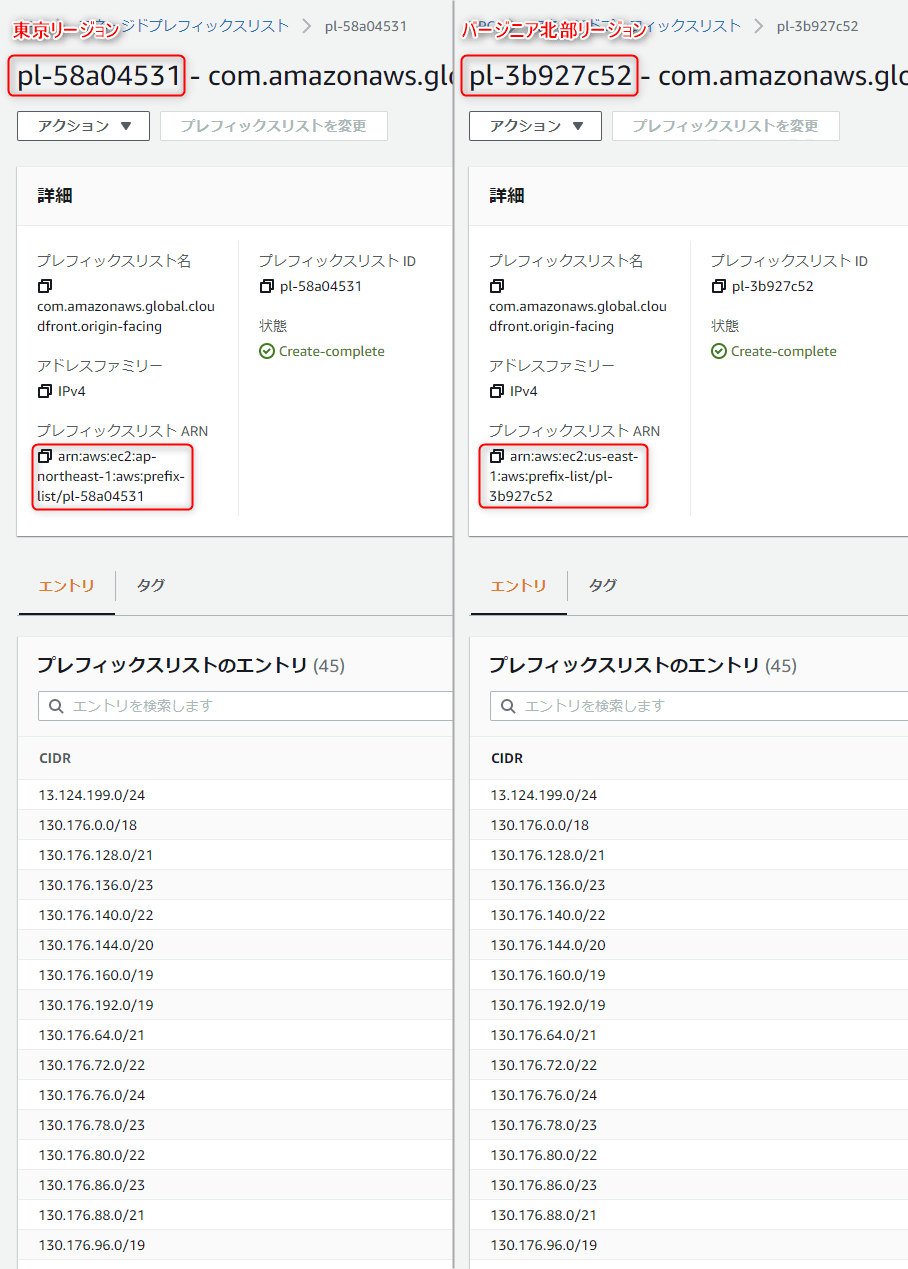 東京リージョン
ジドプレフィックスリスト > pl-58a04531
pl-58a04531 - com.amazonaws.glo
アクション ▼ プレフィックスリストを変更
詳細
プレフィックスリスト名
com.amazonaws.global.clou
dfront.origin-facing
アドレスファミリー
IPv4
プレフィックスリスト ARN
arn:aws:ec2:ap-
northeast-1:aws:prefix-
list/pl-58a04531
プレフィックスリスト ID
pl-58a04531
状態
Create-complete
エントリ タグ
プレフィックスリストのエントリ (45)
エントリを検索します
CIDR
13.124.199.0/24
130.176.0.0/18
130.176.128.0/21
130.176.136.0/23
130.176.140.0/22
130.176.144.0/20
130.176.160.0/19
130.176.192.0/19
130.176.64.0/21
130.176.72.0/22
130.176.76.0/24
130.176.78.0/23
130.176.80.0/22
130.176.86.0/23
130.176.88.0/21
130.176.96.0/19
バージニア北部リージョン
ィックスリスト > pl-3b927c52
pl-3b927c52 - com.amazonaws.glo
アクション ▼ プレフィックスリストを変更
詳細
プレフィックスリスト名
com.amazonaws.global.clou
dfront.origin-facing
アドレスファミリー
IPv4
プレフィックスリスト ARN
arn:aws:ec2:us-east-
1:aws:prefix-list/pl-
3b927c52
プレフィックスリスト ID
pl-3b927c52
状態
Create-complete
エントリ タグ
プレフィックスリストのエントリ (45)
エントリを検索します
CIDR
13.124.199.0/24
130.176.0.0/18
130.176.128.0/21
130.176.136.0/23
130.176.140.0/22
130.176.144.0/20
130.176.160.0/19
130.176.192.0/19
130.176.64.0/21
130.176.72.0/22
130.176.76.0/24
130.176.78.0/23
130.176.80.0/22
130.176.86.0/23
130.176.88.0/21
130.176.96.0/19